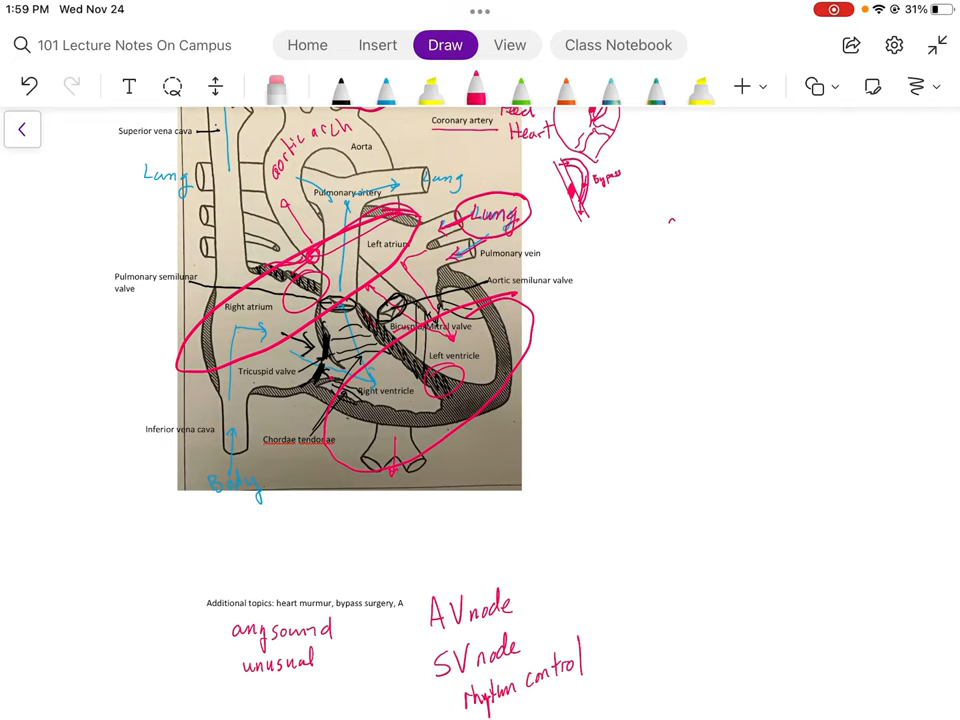 1:59 PM Wed Nov 24
31%
101 Lecture Notes On Campus
Home Insert Draw View Class Notebook
Superior vena cava
aortic arch
Aorta
Coronary artery
Heart
Bypass
Lung
Pulmonary artery
Lung
Lung
Left atrium
Pulmonary vein
Pulmonary semilunar
valve
Aortic semilunar valve
Right atrium
Bicuspid/Mitral valve
Left ventricle
Tricuspid valve
Right ventricle
Inferior vena cava
Chordae tendonae
Body
Additional topics: heart murmur, bypass surgery, A
any sound
unusual
AV node
SV node
rhytm control